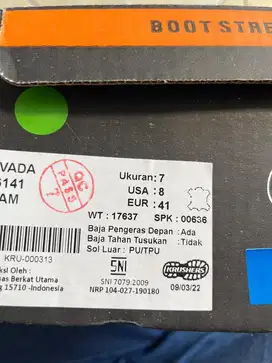 BOOT STRE
VADA
6141
AM
QC
PASS
7
Ukuran: 7
USA : 8
EUR : 41
WT : 17637 SPK : 00636
Baja Pengeras Depan : Ada
Baja Tahan Tusukan : Tidak
Sol Luar : PU/TPU
KRU-000313
ksi Oleh :
as Berkat Utama
g 15710 -Indonesia
SNI
SNI 7079:2009
NRP 104-027-190180
KRUSHERS
09/03/22